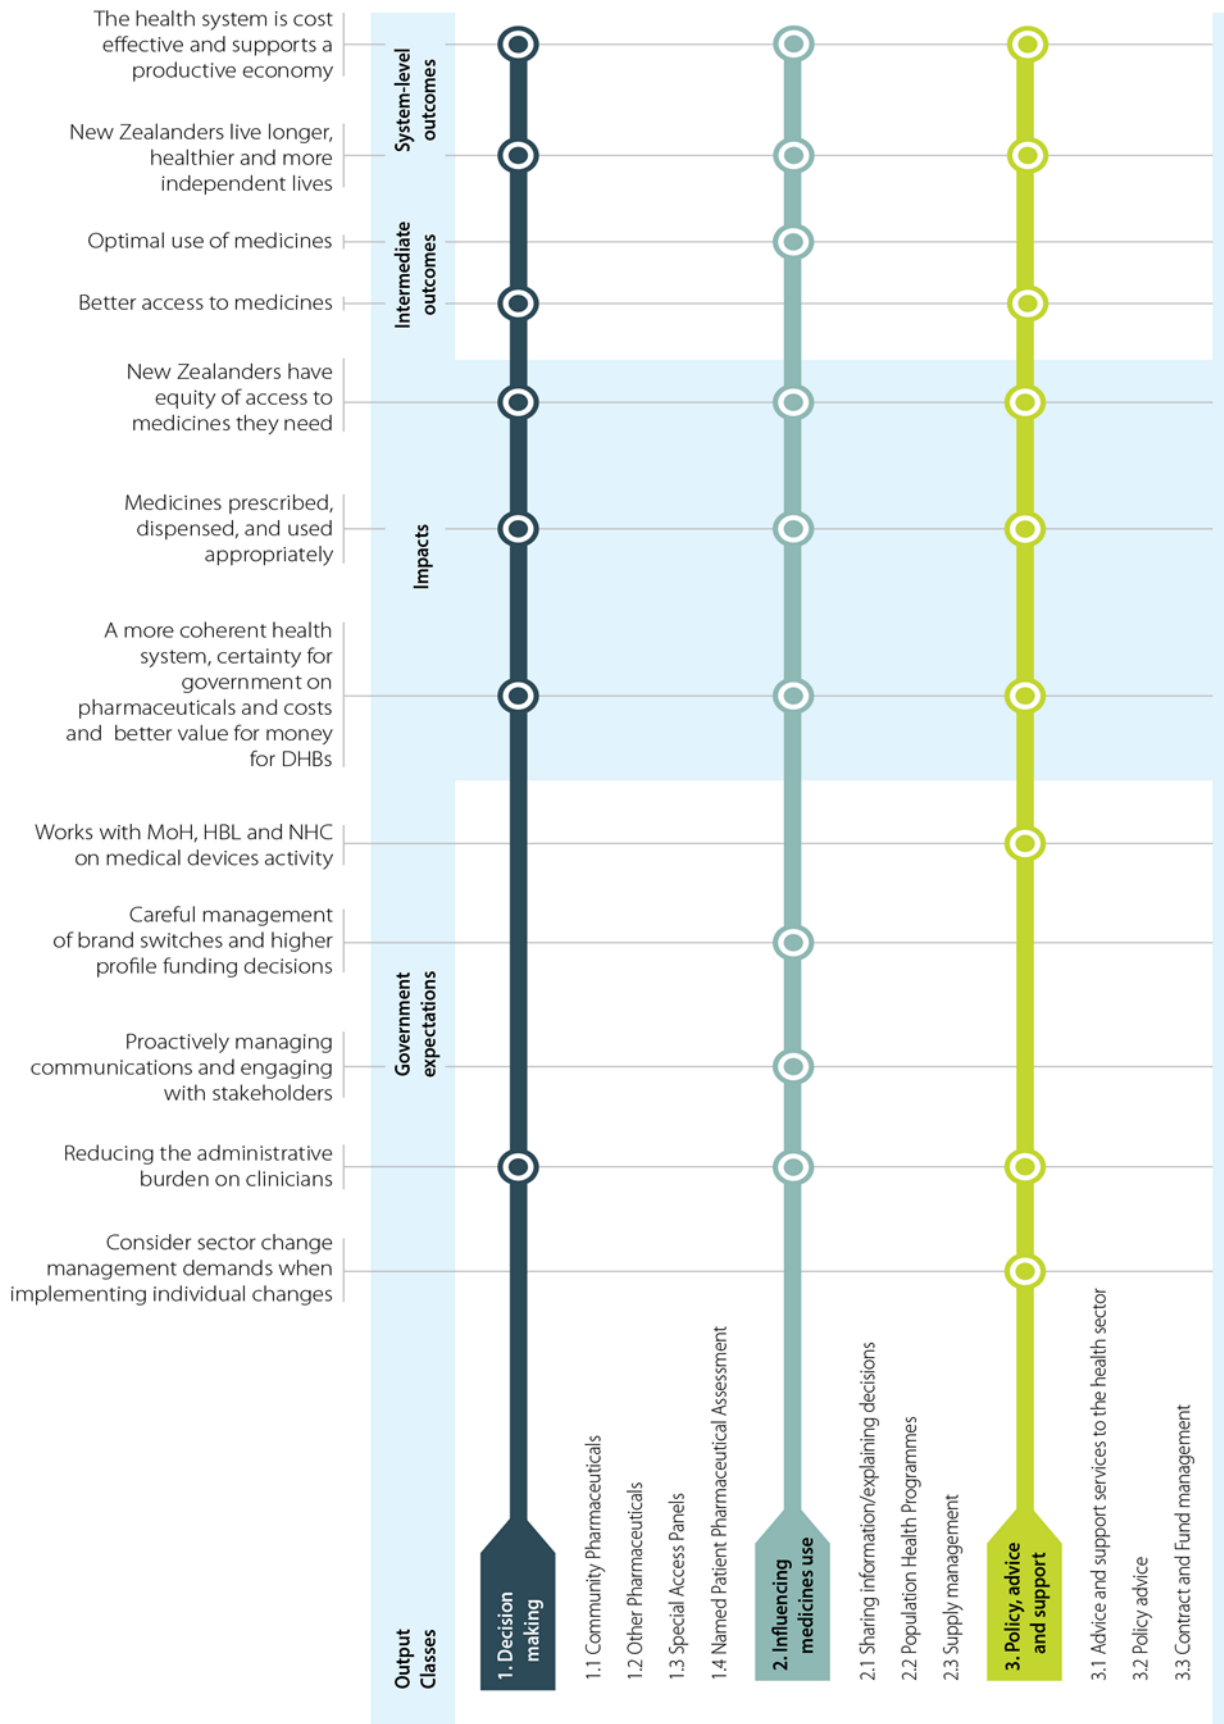 The health system is cost
effective and supports a
productive economy
New Zealanders live longer,
healthier and more
independent lives
System-level
outcomes
Optimal use of medicines
Better access to medicines
Intermediate
outcomes
New Zealanders have
equity of access to
medicines they need
Medicines prescribed,
dispensed, and used
appropriately
A more coherent health
system, certainty for
government on
pharmaceuticals and costs
and better value for money
for DHBs
Impacts
Works with MoH, HBL and NHC
on medical devices activity
Careful management
of brand switches and higher
profile funding decisions
Proactively managing
communications and engaging
with stakeholders
Reducing the administrative
burden on clinicians
Consider sector change
management demands when
implementing individual changes
Government
expectations
Output
Classes
1. Decision
making
1.1 Community Pharmaceuticals
1.2 Other Pharmaceuticals
1.3 Special Access Panels
1.4 Named Patient Pharmaceutical Assessment
2. Influencing
medicines use
2.1 Sharing information/explaining decisions
2.2 Population Health Programmes
2.3 Supply management
3. Policy, advice
and support
3.1 Advice and support services to the health sector
3.2 Policy advice
3.3 Contract and Fund management